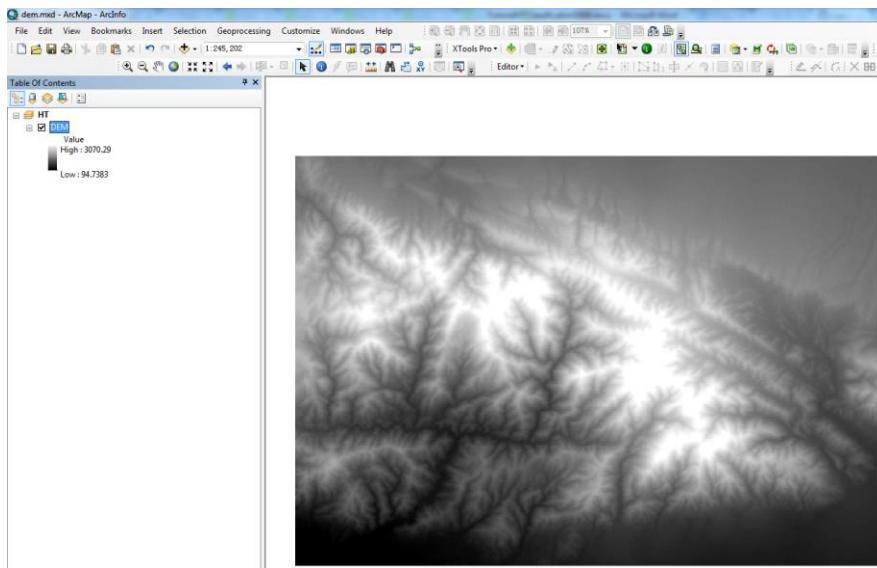 dem.mxd - ArcMap - ArcInfo
File Edit View Bookmarks Insert Selection Geoprocessing Customize Windows Help
107%
1:245,202
XTools Pro
Editor
Table Of Contents
HT
DEM
Value
High : 3070.29
Low : 94.7383